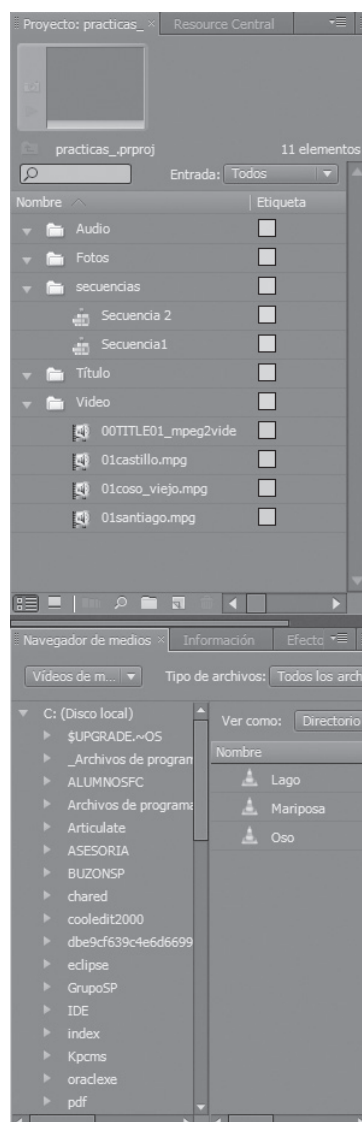 Proyecto: practicas_ Resource Central
practicas_.prproj 11 elementos
Entrada: Todos
Nombre Etiqueta
Audio
Fotos
secuencias
Secuencia 2
Secuencia1
Título
Video
00TITLE01_mpeg2vide
01castillo.mpg
01coso_viejo.mpg
01santiago.mpg
Navegador de medios Información Efecto
Vídeos de m... Tipo de archivos: Todos los arch
C: (Disco local) Ver como: Directorio
$UPGRADE.~OS Nombre
_Archivos de program Lago
ALUMNOSFC Mariposa
Archivos de programa Oso
Articulate
ASESORIA
BUZONSP
chared
cooledit2000
dbe9cf639c4e6d6699
eclipse
GrupoSP
IDE
index
Kpcms
oraclexe
pdf